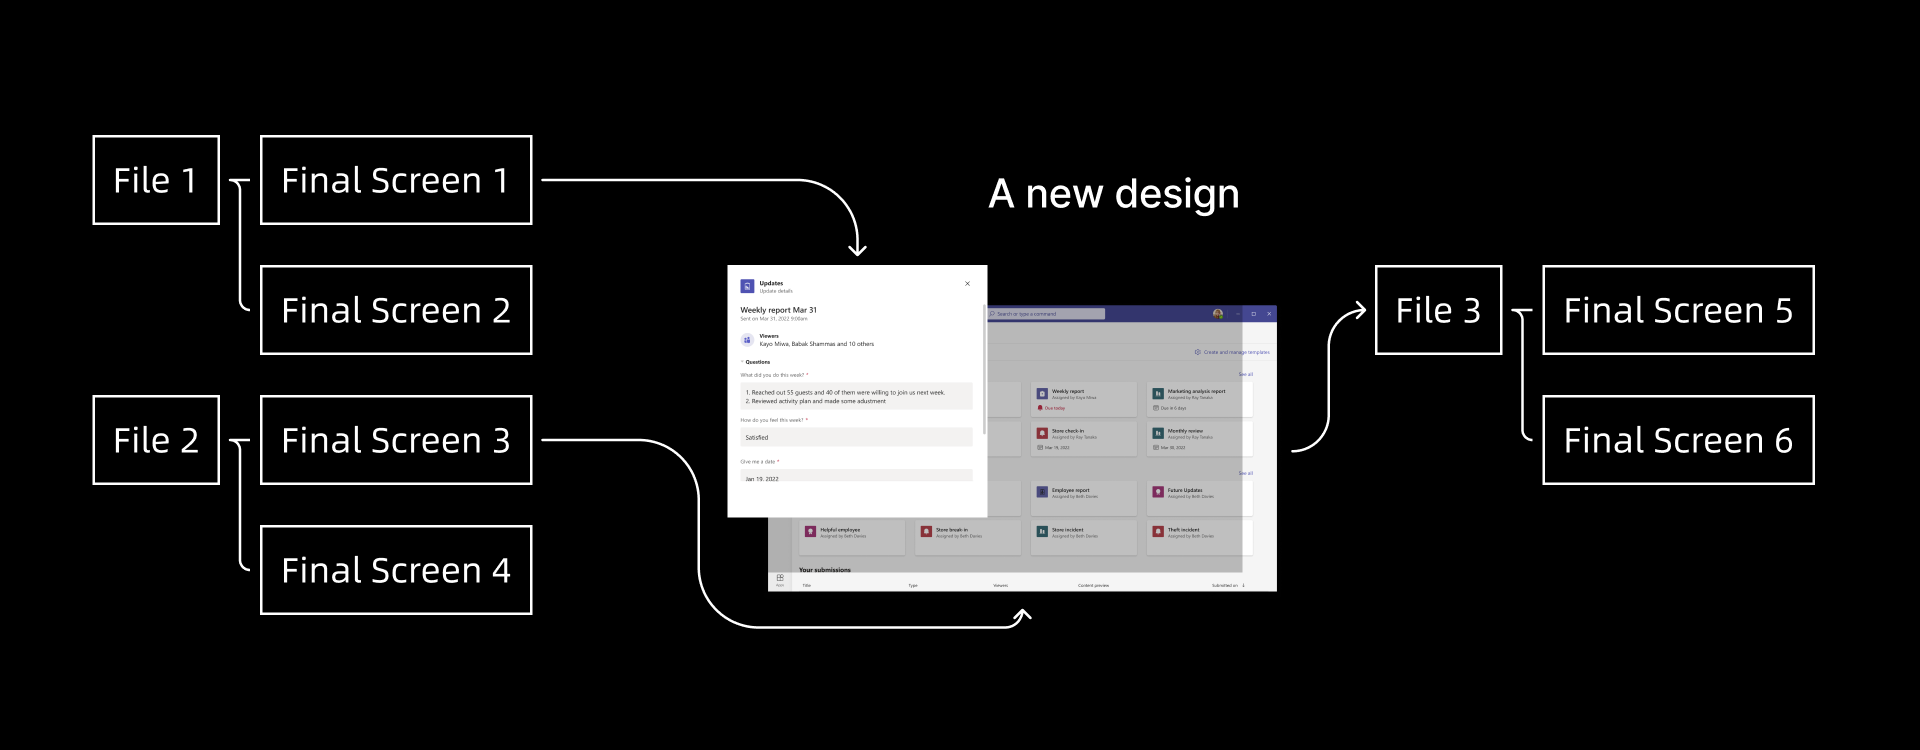 File 1
Final Screen 1
Final Screen 2
File 2
Final Screen 3
Final Screen 4
A new design
Updates
Update details
Weekly report Mar 31
Sent on Mar 31, 2022 9:00am
Viewers
Kayo Miwa, Babak Shammas and 10 others
Questions
What did you do this week? *
1. Reached out 55 guests and 40 of them were willing to join us next week.
2. Reviewed activity plan and made some adustment
How do you feel this week? *
Satisfied
Give me a date *
Jan 19, 2022
Search or type a command
Create and manage templates
See all
Weekly report
Assigned by Kayo Miwa
Due today
Marketing analysis report
Assigned by Ray Tanaka
Due in 6 days
Store check-in
Assigned by Ray Tanaka
Mar 19, 2022
Monthly review
Assigned by Ray Tanaka
Mar 30, 2022
See all
Employee report
Assigned by Beth Davies
Future Updates
Assigned by Beth Davies
Helpful employee
Assigned by Beth Davies
Store break-in
Assigned by Beth Davies
Store incident
Assigned by Beth Davies
Theft incident
Assigned by Beth Davies
Your submissions
Title
Type
Viewers
Content preview
Submitted on
File 3
Final Screen 5
Final Screen 6